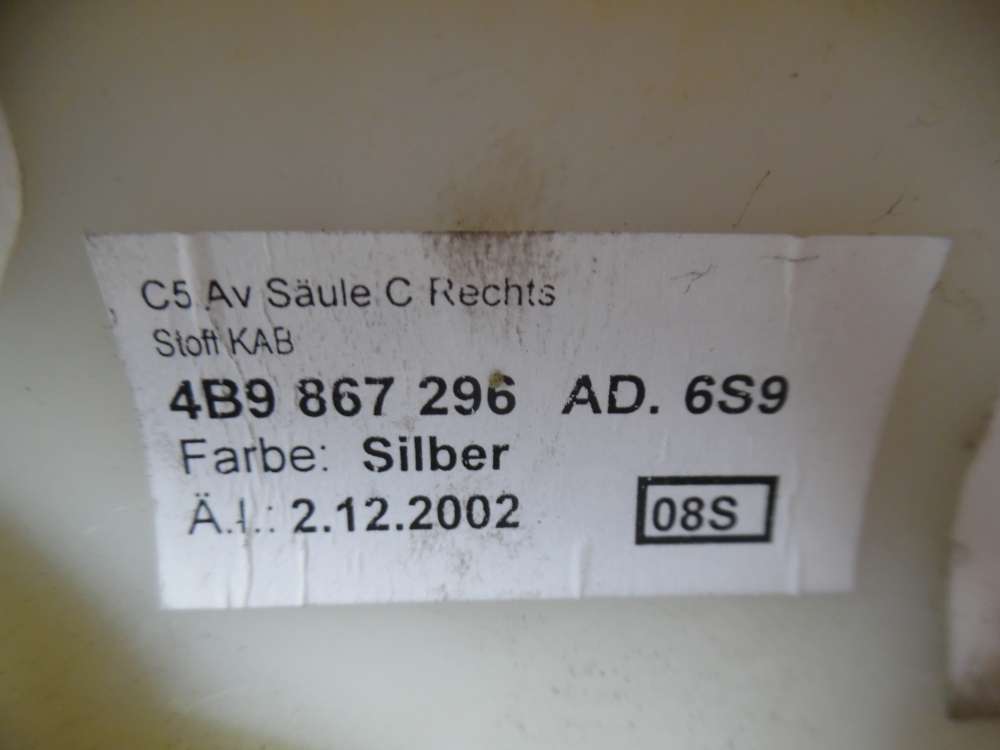 C5 Av Säule C Rechts
Stoff KAB
4B9 867 296 AD. 6S9
Farbe: Silber
Ä.I.: 2.12.2002
08S